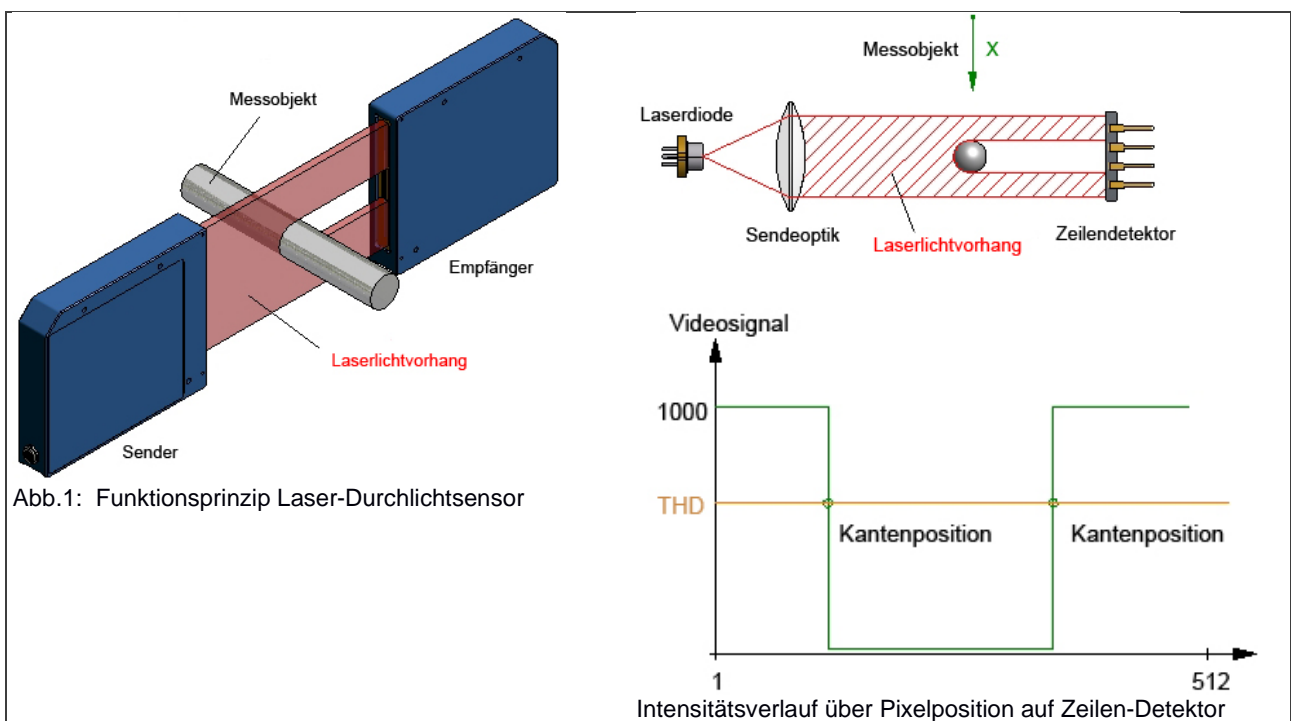 Messobjekt
Empfänger
Laserlichtvorhang
Sender
Abb.1: Funktionsprinzip Laser-Durchlichtsensor
Messobjekt X
Laserdiode
Sendeoptik
Laserlichtvorhang
Zeilendetektor
Videosignal
1000
THD
Kantenposition Kantenposition
1 512
Intensitätsverlauf über Pixelposition auf Zeilen-Detektor